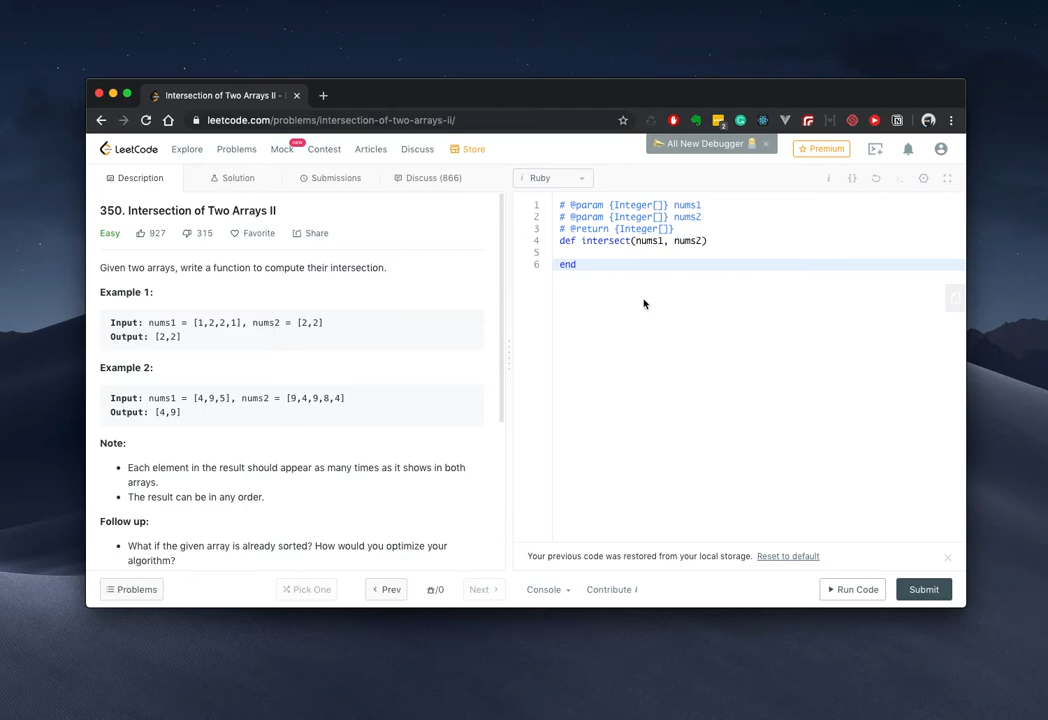 Intersection of Two Arrays II -
leetcode.com/problems/intersection-of-two-arrays-ii/
2
LeetCode
Explore
Problems
Mock
new
Contest
Articles
Discuss
Store
All New Debugger
Premium
Description
Solution
Submissions
Discuss (866)
i Ruby
350. Intersection of Two Arrays II
Easy
927
315
Favorite
Share
Given two arrays, write a function to compute their intersection.
Example 1:
Input: nums1 = [1,2,2,1], nums2 = [2,2]
Output: [2,2]
Example 2:
Input: nums1 = [4,9,5], nums2 = [9,4,9,8,4]
Output: [4,9]
Note:
• Each element in the result should appear as many times as it shows in both
arrays.
• The result can be in any order.
Follow up:
• What if the given array is already sorted? How would you optimize your
algorithm?
1 # @param {Integer[]} nums1
2 # @param {Integer[]} nums2
3 # @return {Integer[]}
4 def intersect(nums1, nums2)
5
6 end
Your previous code was restored from your local storage. Reset to default
Problems
Pick One
< Prev
/0
Next >
Console
Contribute i
Run Code
Submit